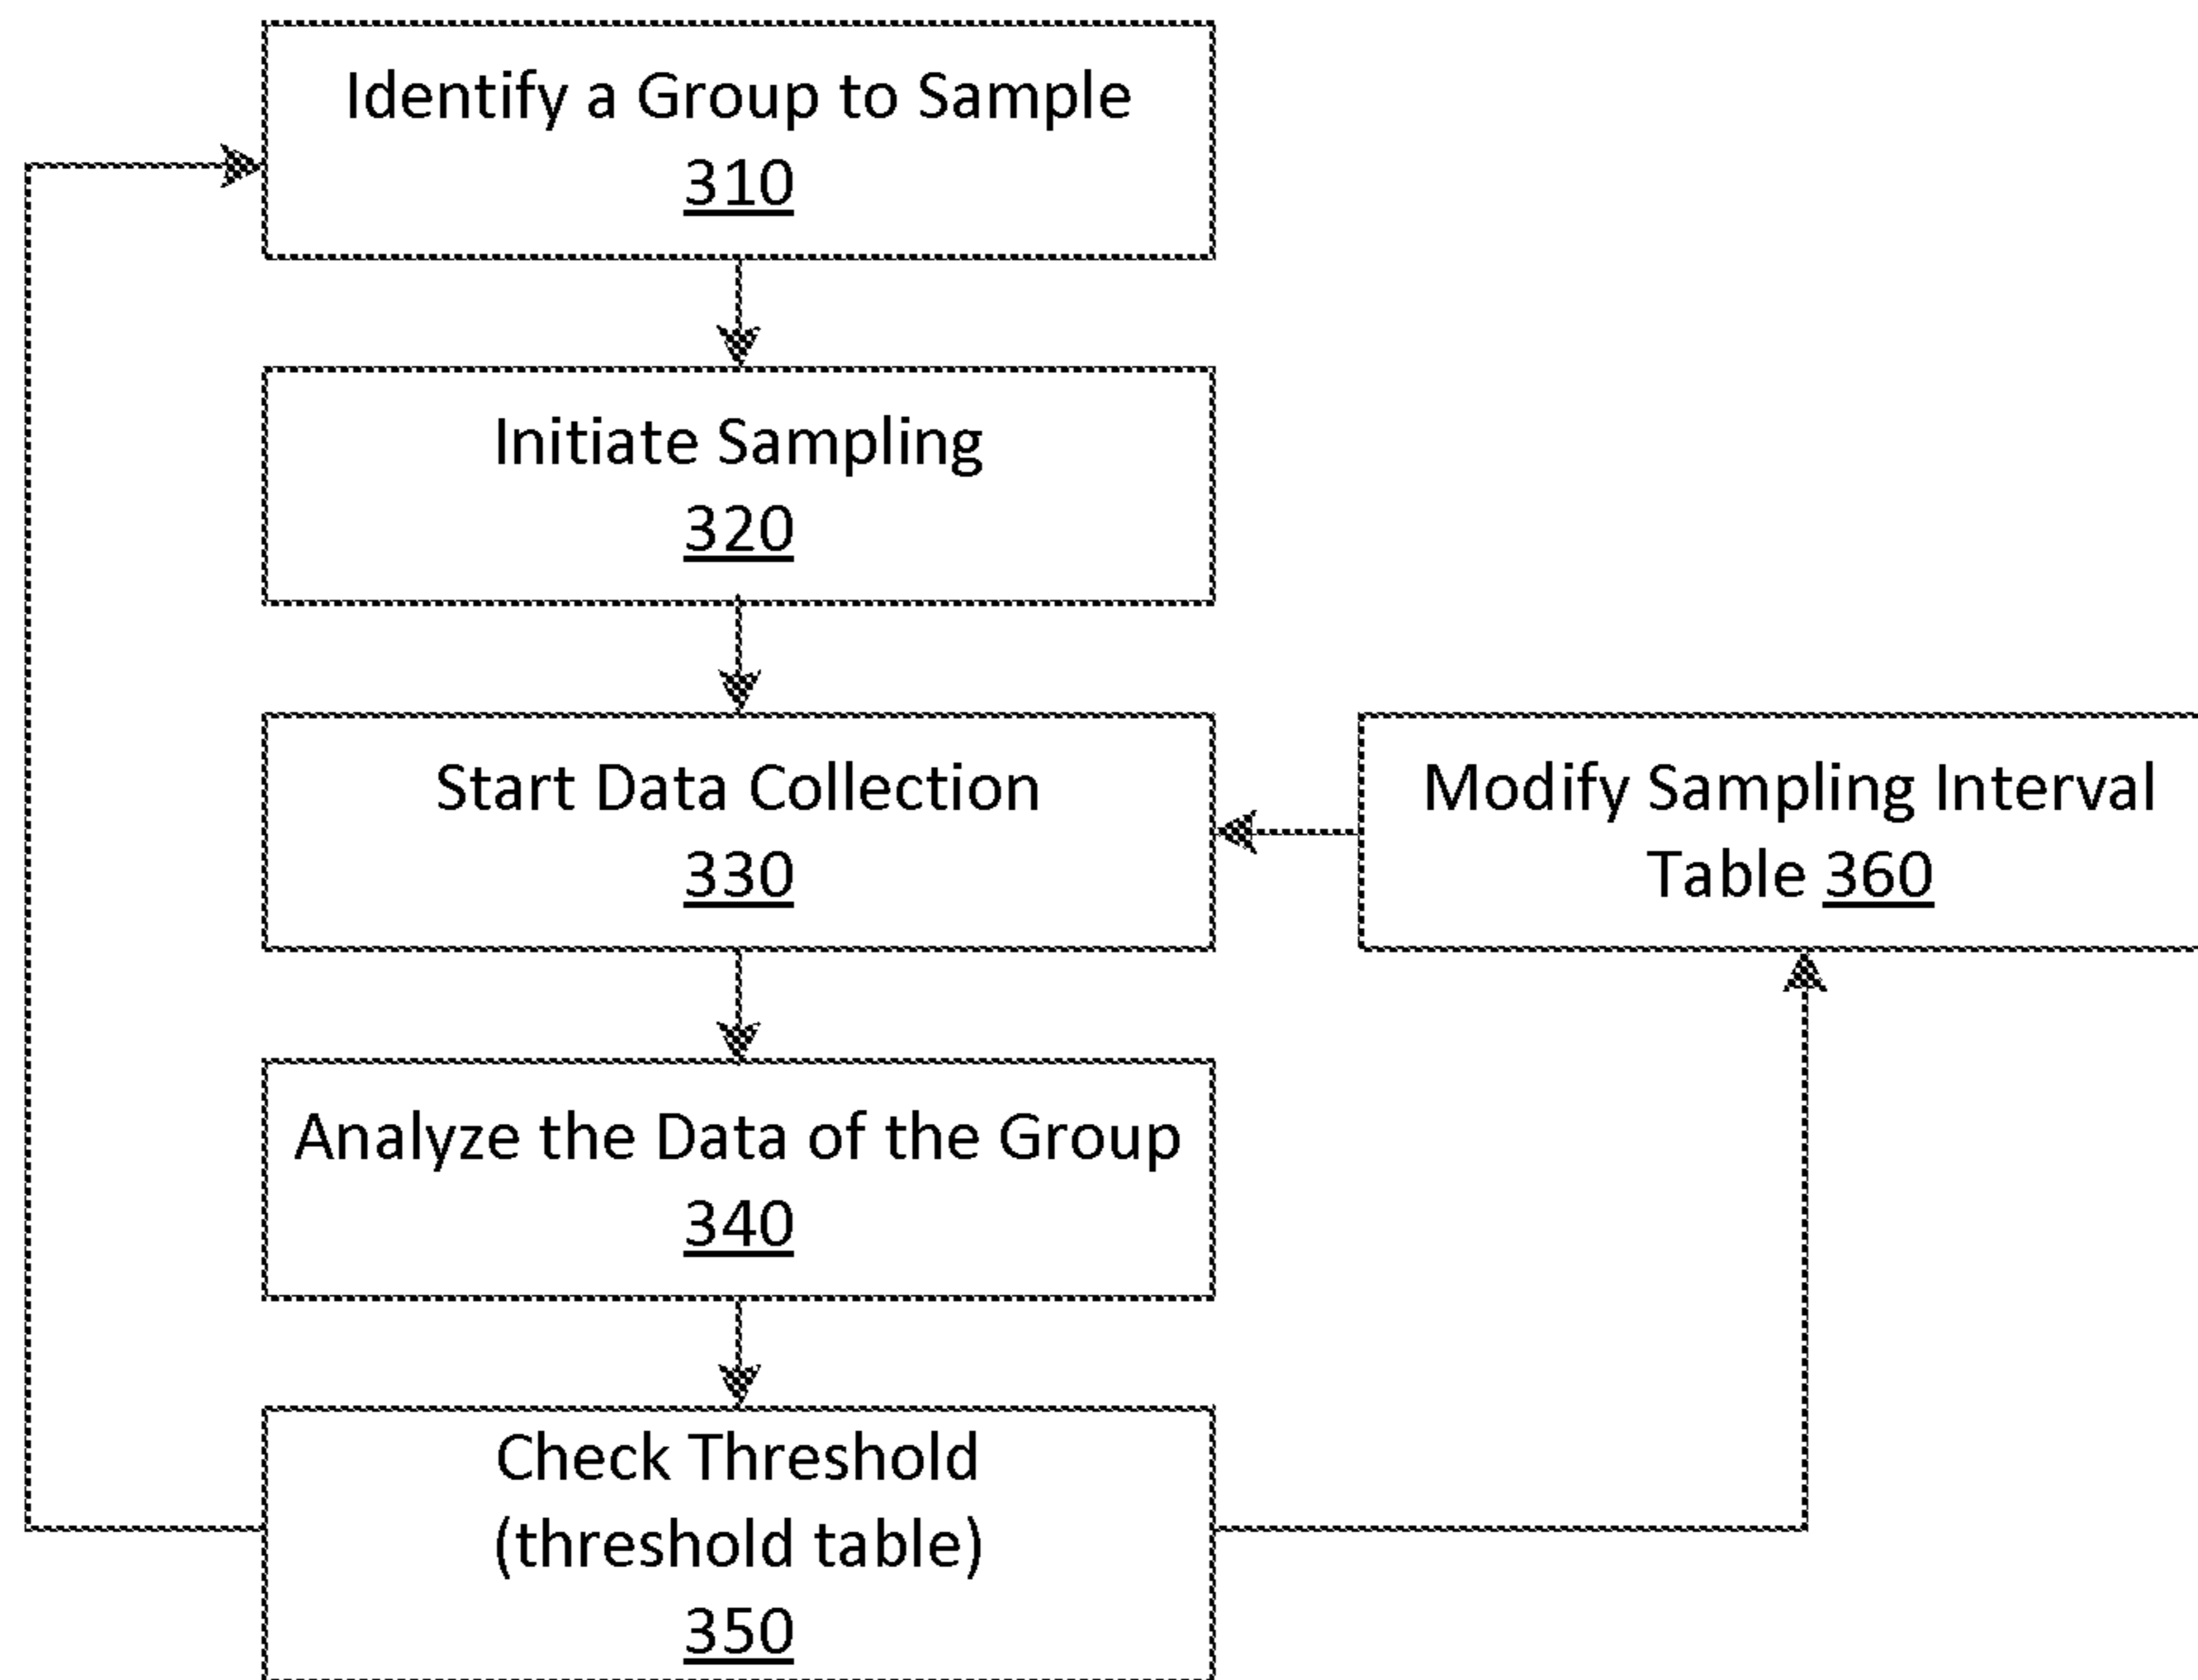 Identify a Group to Sample
310
Initiate Sampling
320
Start Data Collection
330
Modify Sampling Interval
Table 360
Analyze the Data of the Group
340
Check Threshold
(threshold table)
350